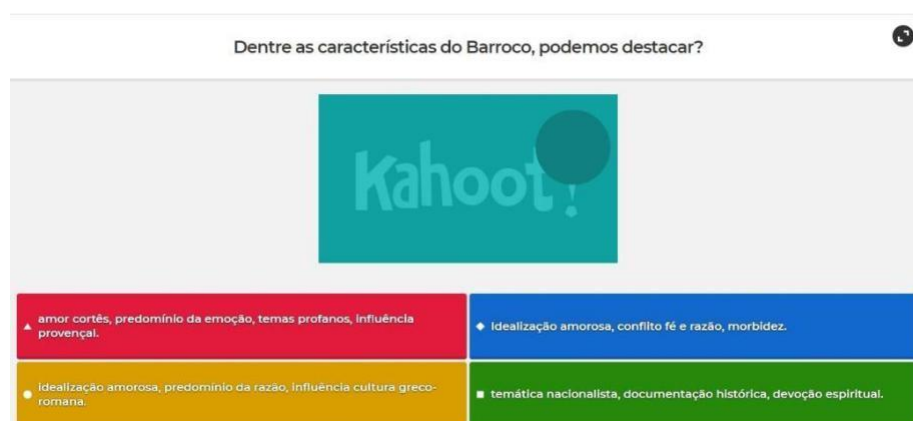 Dentre as características do Barroco, podemos destacar?
Kahoot!
amor cortês, predomínio da emoção, temas profanos, influência
provençal.
Idealização amorosa, conflito fé e razão, morbidez.
idealização amorosa, predomínio da razão, influência cultura greco-
romana.
temática nacionalista, documentação histórica, devoção espiritual.